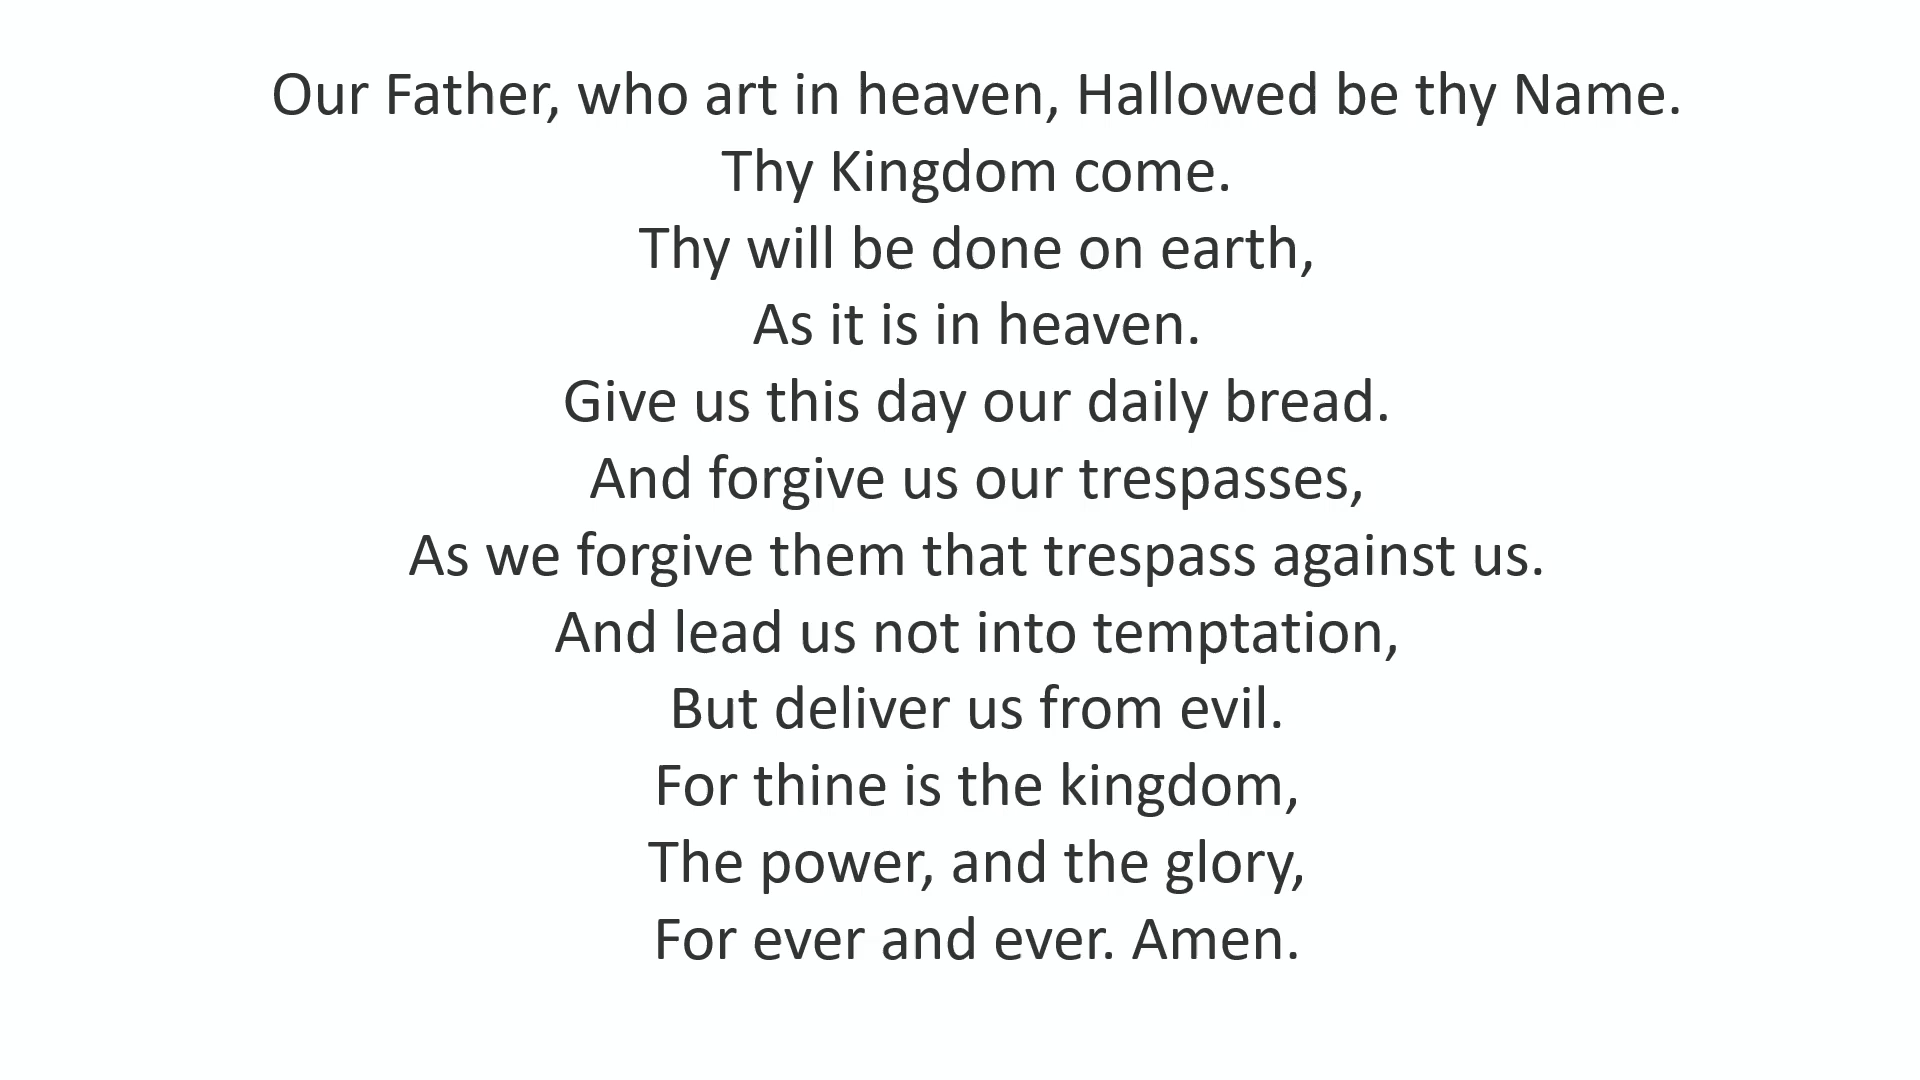 Our Father, who art in heaven, Hallowed be thy Name.
Thy Kingdom come.
Thy will be done on earth,
As it is in heaven.
Give us this day our daily bread.
And forgive us our trespasses,
As we forgive them that trespass against us.
And lead us not into temptation,
But deliver us from evil.
For thine is the kingdom,
The power, and the glory,
For ever and ever. Amen.